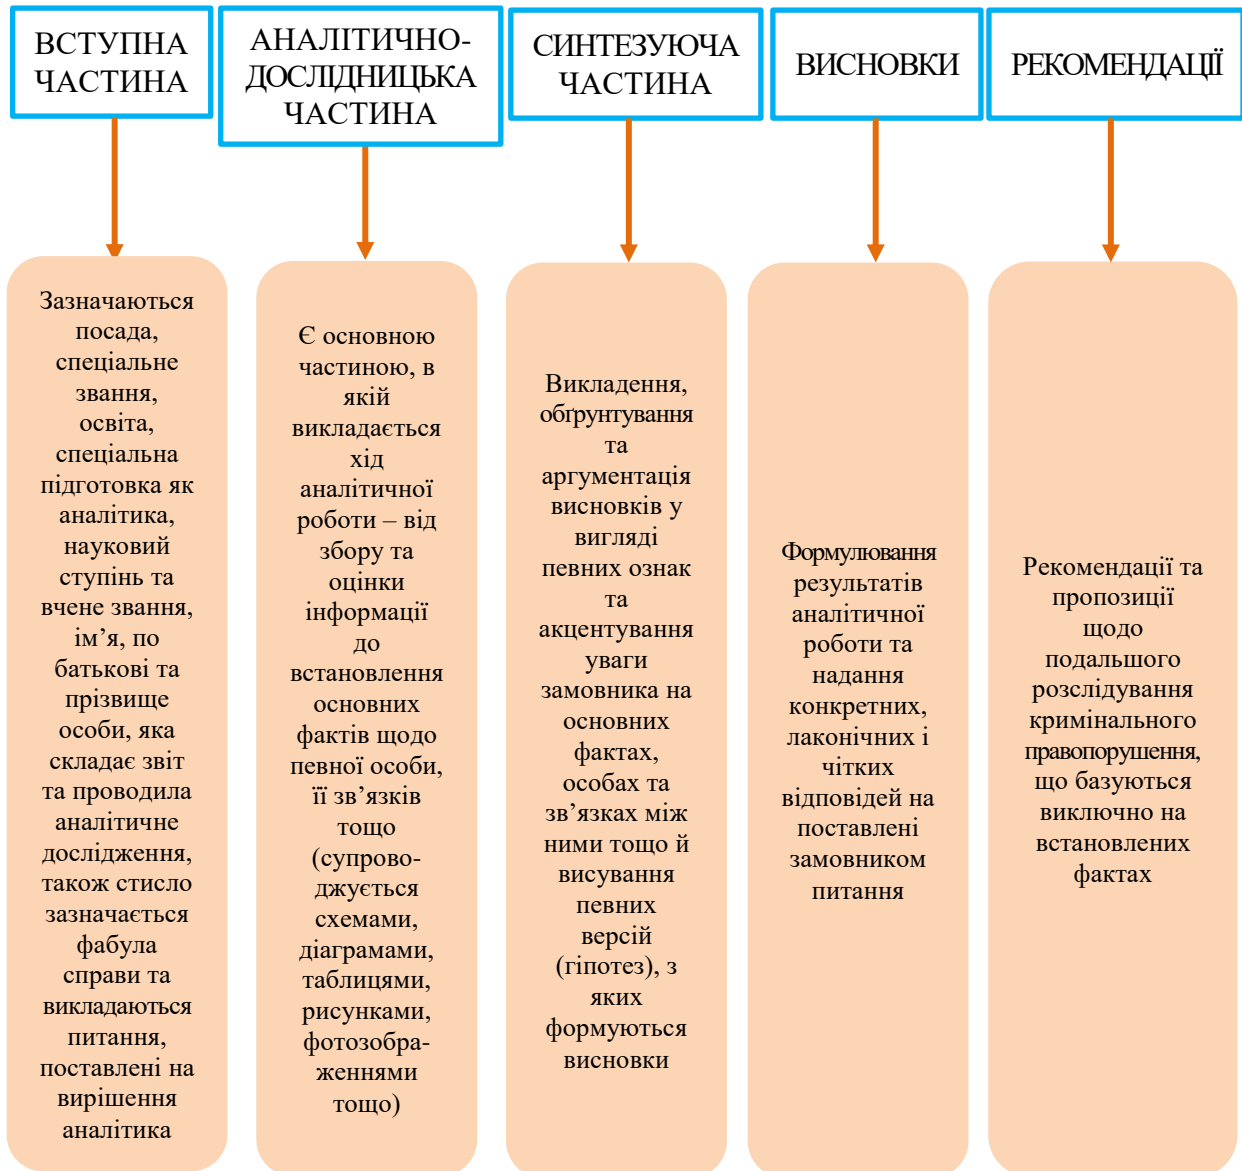 ВСТУПНА
ЧАСТИНА
АНАЛІТИЧНО-
ДОСЛІДНИЦЬКА
ЧАСТИНА
СИНТЕЗУЮЧА
ЧАСТИНА
ВИСНОВКИ
РЕКОМЕНДАЦІЇ
Зазначаються
посада,
спеціальне
звання,
освіта,
спеціальна
підготовка як
аналітика,
науковий
ступінь та
вчене звання,
ім’я, по
батькові та
прізвище
особи, яка
складає звіт
та проводила
аналітичне
дослідження,
також стисло
зазначається
фабула
справи та
викладаються
питання,
поставлені на
вирішення
аналітика
Є основною
частиною, в
якій
викладається
хід
аналітичної
роботи – від
збору та
оцінки
інформації
до
встановлення
основних
фактів щодо
певної особи,
її зв’язків
тощо
(супрово-
джується
схемами,
діаграмами,
таблицями,
рисунками,
фотозобра-
женнями
тощо)
Викладення,
обґрунтування
та
аргументація
висновків у
вигляді
певних ознак
та
акцентування
уваги
замовника на
основних
фактах,
особах та
зв’язках між
ними тощо й
висування
певних
версій
(гіпотез), з
яких
формуються
висновки
Формулювання
результатів
аналітичної
роботи та
надання
конкретних,
лаконічних і
чітких
відповідей на
поставлені
замовником
питання
Рекомендації та
пропозиції
щодо
подальшого
розслідування
кримінального
правопорушення,
що базуються
виключно на
встановлених
фактах